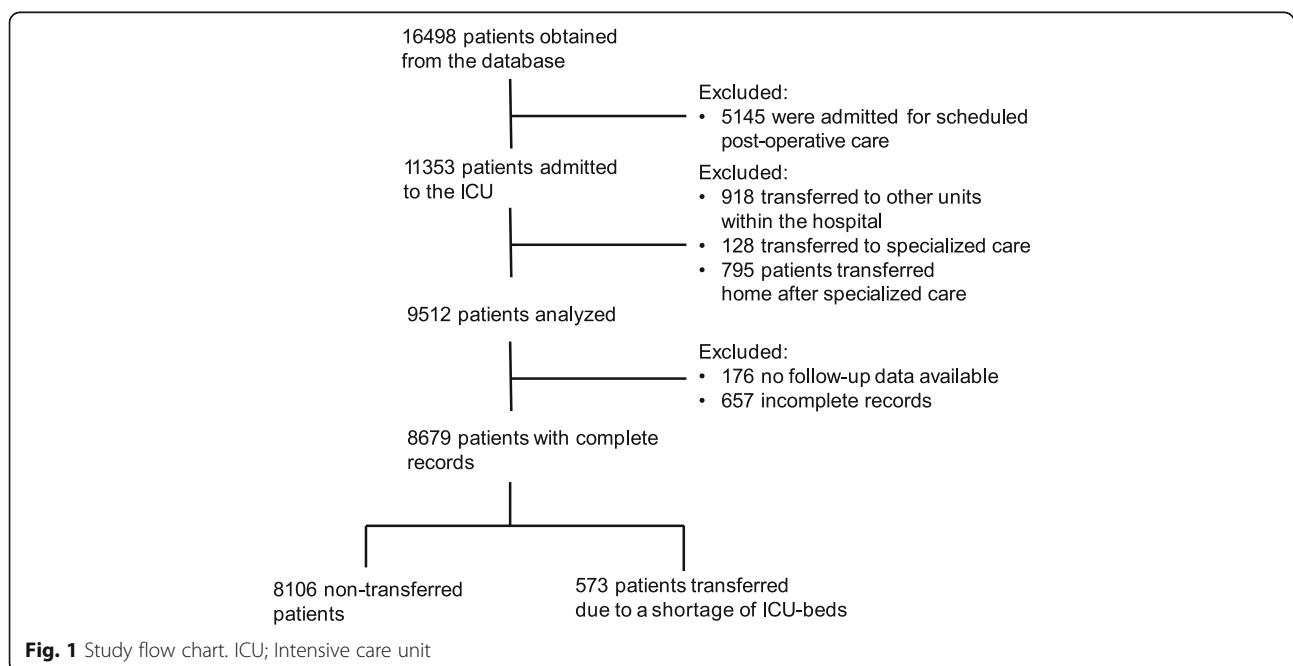 16498 patients obtained
from the database
Excluded:
• 5145 were admitted for scheduled
post-operative care
11353 patients admitted
to the ICU
Excluded:
• 918 transferred to other units
within the hospital
• 128 transferred to specialized care
• 795 patients transferred
home after specialized care
9512 patients analyzed
Excluded:
• 176 no follow-up data available
• 657 incomplete records
8679 patients with complete
records
8106 non-transferred
patients
573 patients transferred
due to a shortage of ICU-beds
Fig. 1 Study flow chart. ICU; Intensive care unit